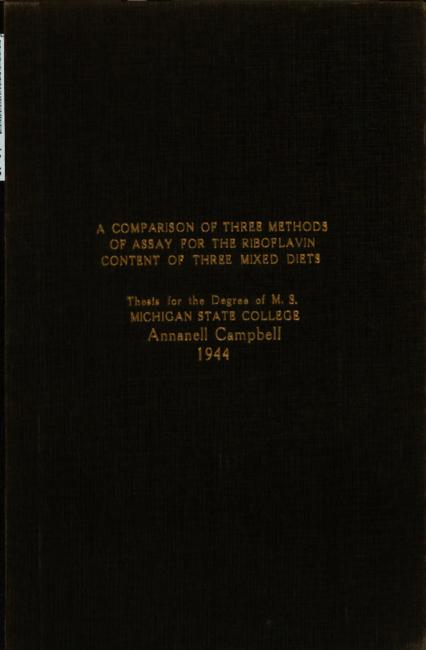 A COMPARISON OF THREE METHODS
OF ASSAY FOR THE RIBOFLAVIN
CONTENT OF THREE MIXED DIETS
Thesis for the Degree of M. S.
MICHIGAN STATE COLLEGE
Annanell Campbell
1944